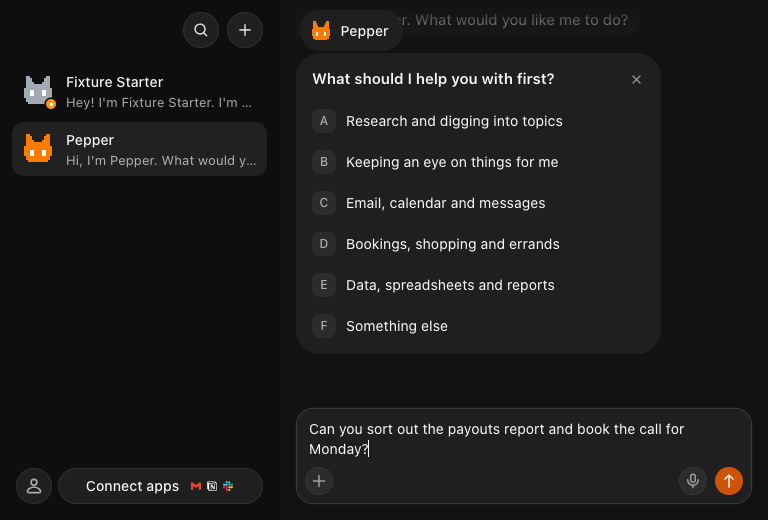 Fixture Starter
Hey! I'm Fixture Starter. I'm ...
Pepper
Hi, I'm Pepper. What would y...
Connect apps
r. What would you like me to do?
Pepper
What should I help you with first?
A Research and digging into topics
B Keeping an eye on things for me
C Email, calendar and messages
D Bookings, shopping and errands
E Data, spreadsheets and reports
F Something else
Can you sort out the payouts report and book the call for
Monday?